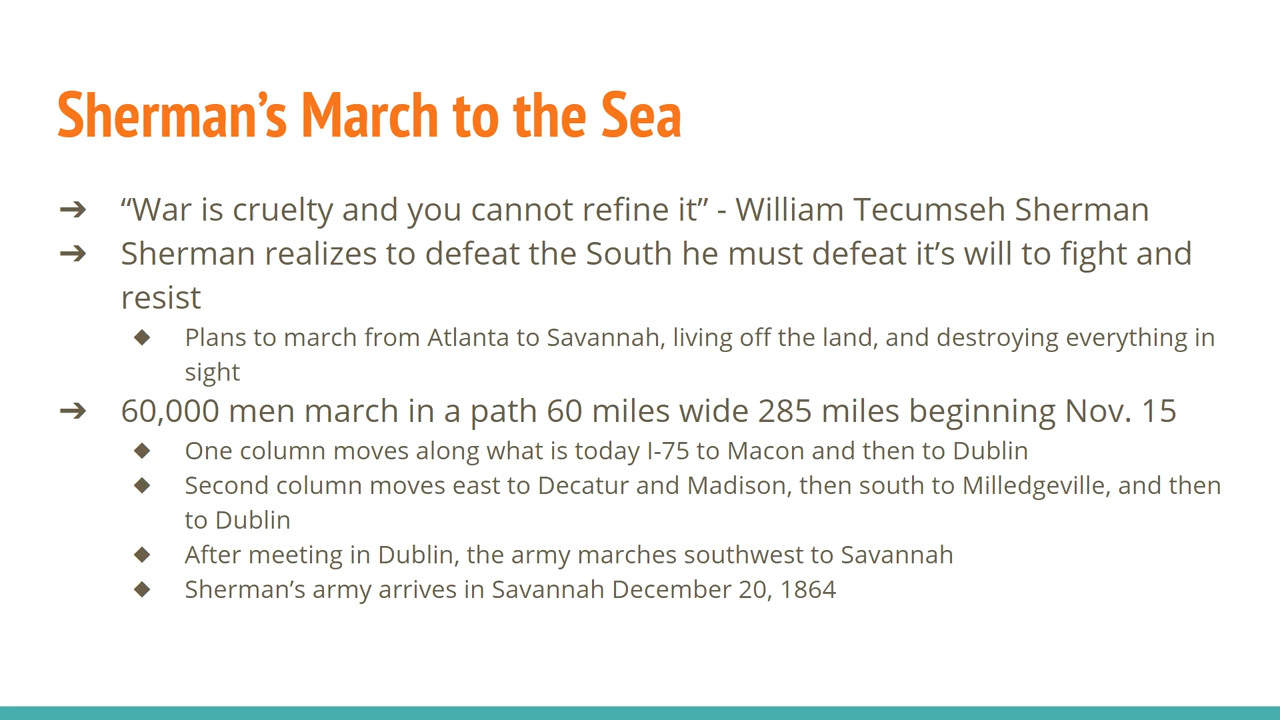 Sherman’s March to the Sea
➔ “War is cruelty and you cannot refine it” - William Tecumseh Sherman
➔ Sherman realizes to defeat the South he must defeat it’s will to fight and
resist
◆ Plans to march from Atlanta to Savannah, living off the land, and destroying everything in
sight
➔ 60,000 men march in a path 60 miles wide 285 miles beginning Nov. 15
◆ One column moves along what is today I-75 to Macon and then to Dublin
◆ Second column moves east to Decatur and Madison, then south to Milledgeville, and then
to Dublin
◆ After meeting in Dublin, the army marches southwest to Savannah
◆ Sherman’s army arrives in Savannah December 20, 1864